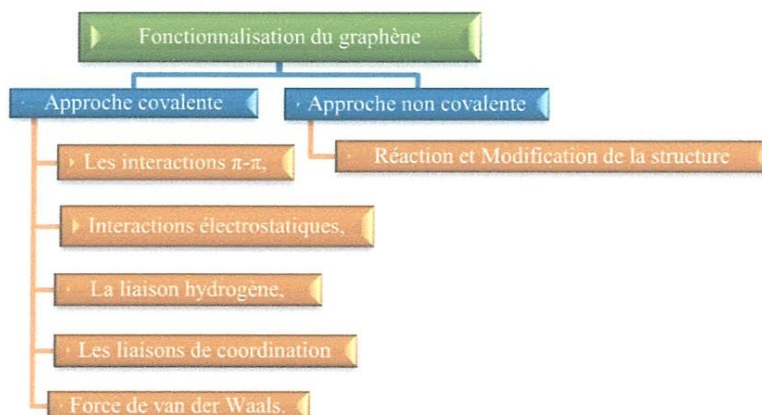 Fonctionnalisation du graphène
Approche covalente
Approche non covalente
Les interactions π-π,
Réaction et Modification de la structure
Interactions électrostatiques,
La liaison hydrogène,
Les liaisons de coordination
Force de van der Waals.